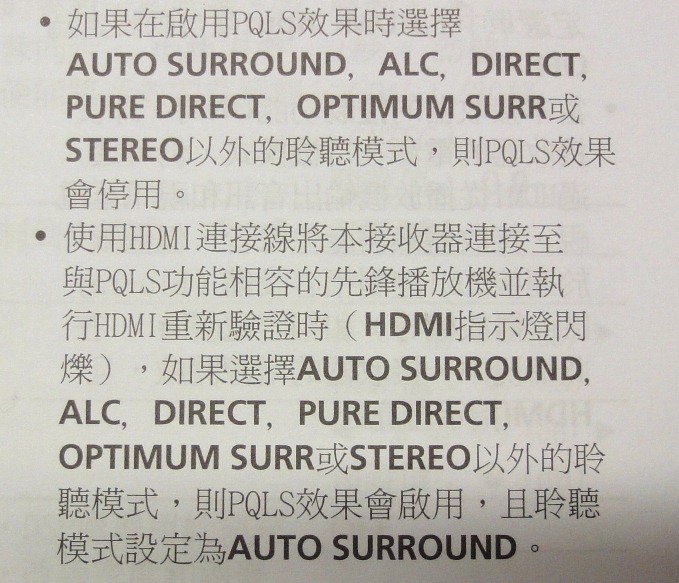 • 如果在啟用PQLS效果時選擇
AUTO SURROUND, ALC, DIRECT,
PURE DIRECT, OPTIMUM SURR或
STEREO以外的聆聽模式，則PQLS效果
會停用。
• 使用HDMI連接線將本接收器連接至
與PQLS功能相容的先鋒播放機並執
行HDMI重新驗證時（HDMI指示燈閃
爍），如果選擇AUTO SURROUND,
ALC, DIRECT, PURE DIRECT,
OPTIMUM SURR或STEREO以外的聆
聽模式，則PQLS效果會啟用，且聆聽
模式設定為AUTO SURROUND。